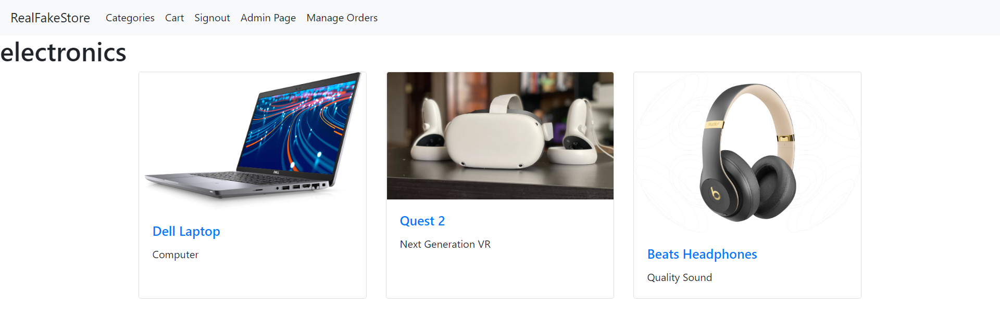 RealFakeStore Categories Cart Signout Admin Page Manage Orders
electronics
DELL
Dell Laptop
Computer
Quest 2
Next Generation VR
b
Beats Headphones
Quality Sound